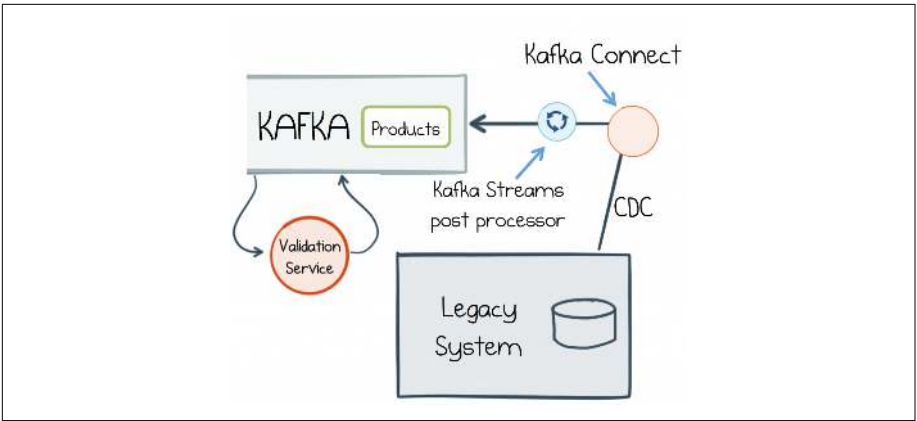 Kafka Connect
KAFKA
Products
Kafka Streams
post processor
CDC
Validation
Service
Legacy
System